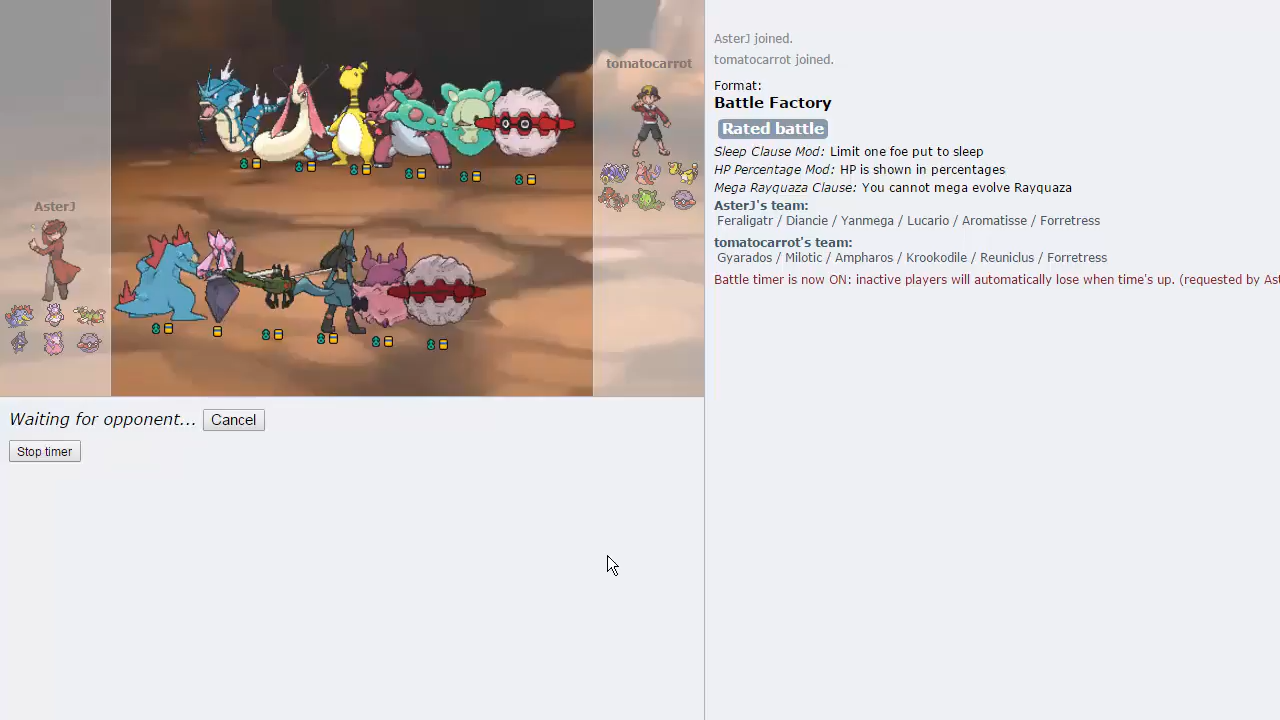 AsterJ joined.
tomatocarrot joined.
Format:
Battle Factory
Rated battle
Sleep Clause Mod: Limit one foe put to sleep
HP Percentage Mod: HP is shown in percentages
Mega Rayquaza Clause: You cannot mega evolve Rayquaza
AsterJ's team:
Feraligatr / Diancie / Yanmega / Lucario / Aromatisse / Forretress
tomatocarrot's team:
Gyarados / Milotic / Ampharos / Krookodile / Reuniclus / Forretress
Battle timer is now ON: inactive players will automatically lose when time's up. (requested by Ast
tomatocarrot
AsterJ
Waiting for opponent... Cancel
Stop timer